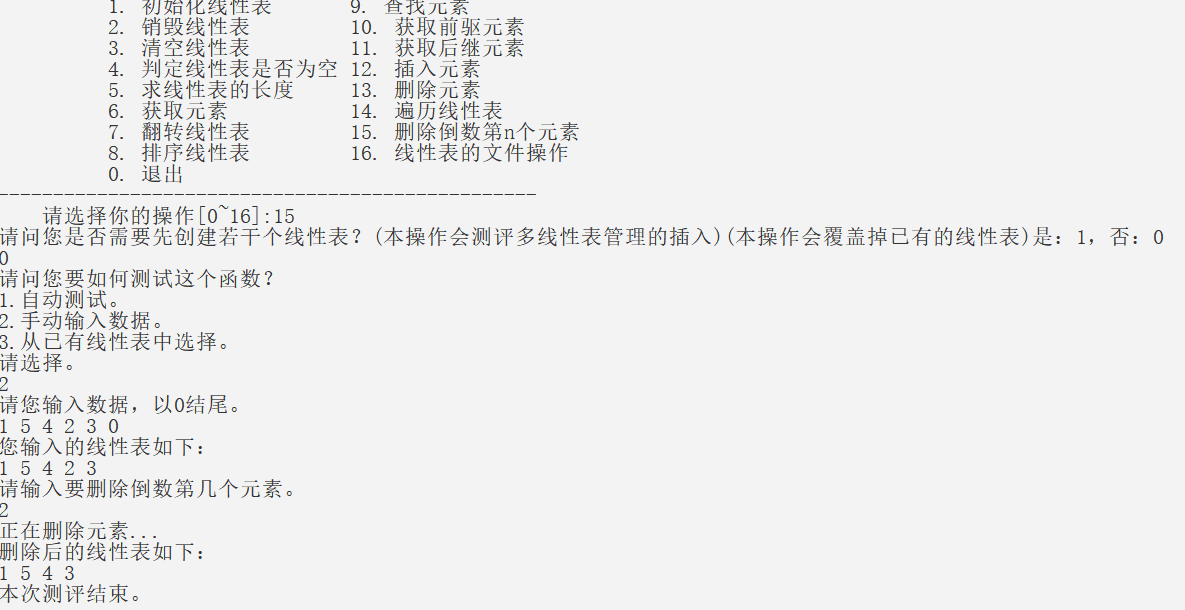 1. 初始化线性表 9. 查找元素
2. 销毁线性表 10. 获取前驱元素
3. 清空线性表 11. 获取后继元素
4. 判定线性表是否为空 12. 插入元素
5. 求线性表的长度 13. 删除元素
6. 获取元素 14. 遍历线性表
7. 翻转线性表 15. 删除倒数第n个元素
8. 排序线性表 16. 线性表的文件操作
0. 退出
-------------------------------------------------
请选择你的操作[0~16]:15
请问您是否需要先创建若干个线性表？(本操作会测评多线性表管理的插入)(本操作会覆盖掉已有的线性表)是：1，否：0
0
请问您要如何测试这个函数？
1.自动测试。
2.手动输入数据。
3.从已有线性表中选择。
请选择。
2
请您输入数据，以0结尾。
1 5 4 2 3 0
您输入的线性表如下：
1 5 4 2 3
请输入要删除倒数第几个元素。
2
正在删除元素...
删除后的线性表如下：
1 5 4 3
本次测评结束。